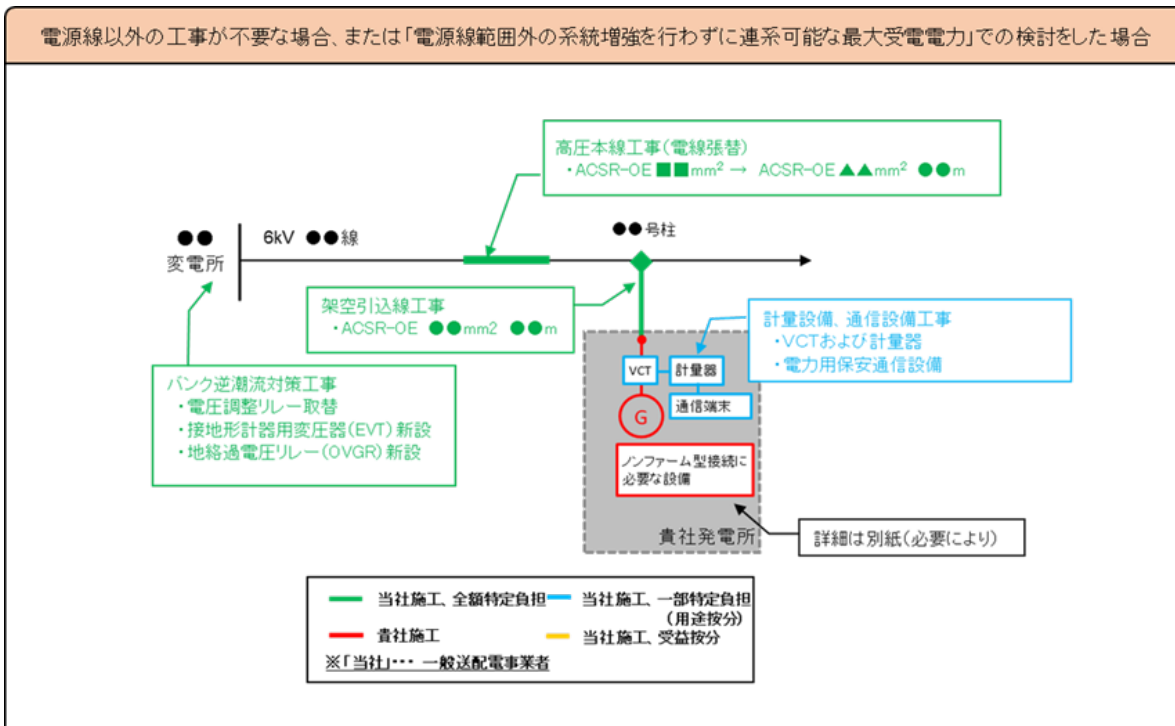 電源線以外の工事が不要な場合、または「電源線範囲外の系統増強を行わずに連系可能な最大受電電力」での検討をした場合
高圧本線工事(電線張替)
・ACSR-OE ■■mm² → ACSR-OE ▲▲mm² ●●m
●●
変電所
6kV ●●線
●●号柱
架空引込線工事
・ACSR-OE ●●mm2 ●●m
計量設備、通信設備工事
・VCTおよび計量器
・電力用保安通信設備
バンク逆潮流対策工事
・電圧調整リレー取替
・接地形計器用変圧器(EVT)新設
・地絡過電圧リレー(OVGR)新設
VCT
計量器
通信端末
G
ノンファーム型接続に
必要な設備
貴社発電所
詳細は別紙(必要により)
当社施工、全額特定負担
当社施工、一部特定負担
(用途按分)
貴社施工
当社施工、受益按分
※「当社」・・・ 一般送配電事業者